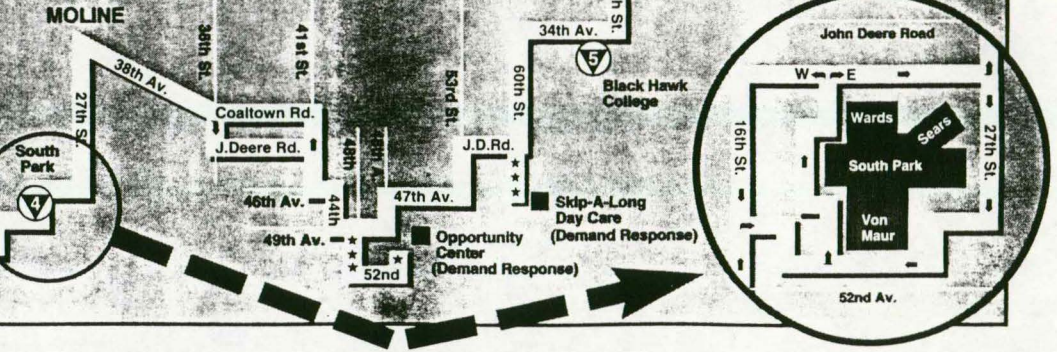 MOLINE
27th St.
38th Av.
38th St.
41st St.
Coaltown Rd.
J.Deere Rd.
South
Park
4
45th Av.
44th
49th Av.
52nd
48th
47th Av.
53rd St.
Opportunity
Center
(Demand Response)
J.D.Rd.
60th St.
34th Av.
St.
5
Black Hawk
College
Skip-A-Long
Day Care
(Demand Response)
John Deere Road
W E
16th St.
Wards
Sears
South Park
Von
Maur
27th St.
52nd Av.